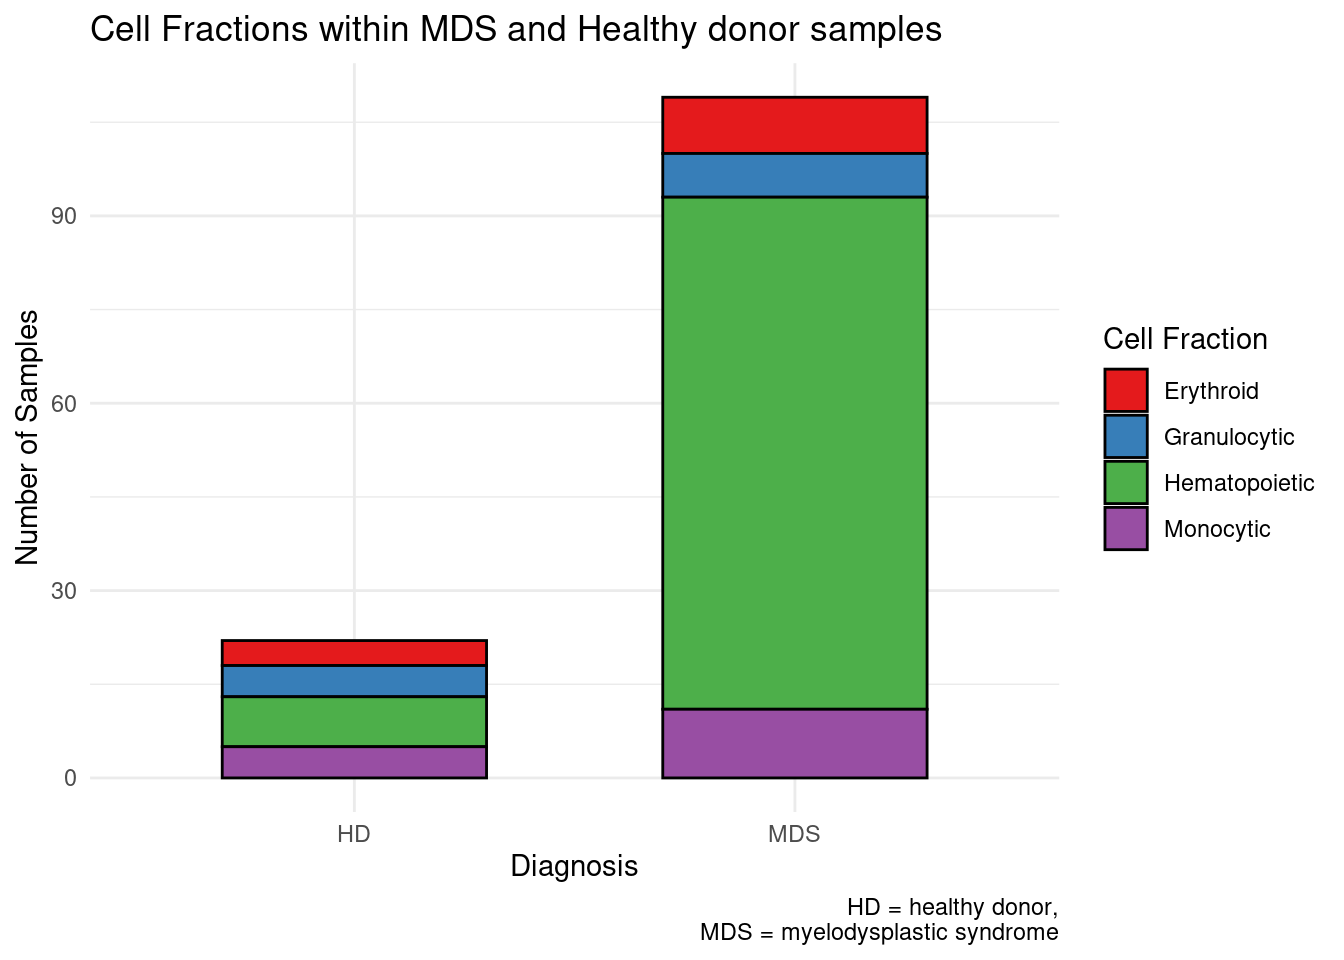 Cell Fractions within MDS and Healthy donor samples
Number of Samples
90
60
30
0
HD
MDS
Diagnosis
Cell Fraction
Erythroid
Granulocytic
Hematopoietic
Monocytic
HD = healthy donor,
MDS = myelodysplastic syndrome